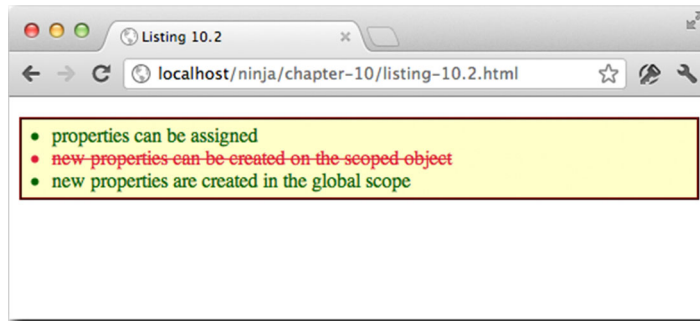 Listing 10.2
localhost/ninja/chapter-10/listing-10.2.html
properties can be assigned
new properties can be created on the scoped object
new properties are created in the global scope